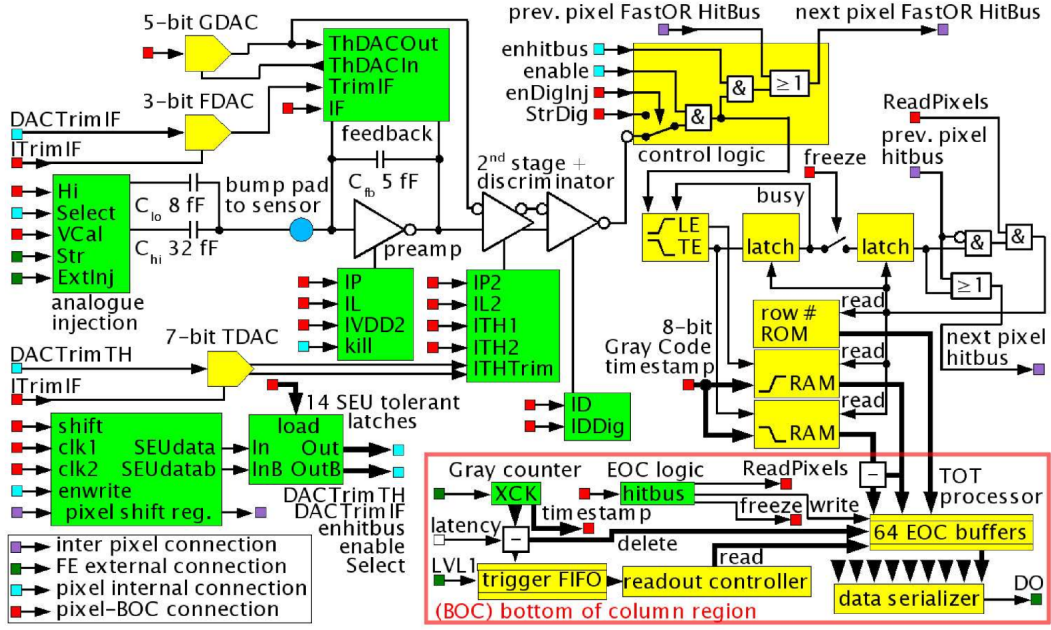 5-bit GDAC
prev. pixel FastOR HitBus
next pixel FastOR HitBus
ThDACOut
ThDACIn
TrimIF
IF
enhitbus
enable
enDigInj
StrDig
&
&
≥1
control logic
3-bit FDAC
DACTrimIF
ITrimIF
feedback
Cfb 5 fF
2nd stage +
discriminator
ReadPixels
prev. pixel
hitbus
freeze
busy
Hi
Select
VCal
Str
ExtInj
analogue
injection
Clo 8 fF
Chi 32 fF
bump pad
to sensor
preamp
LE
TE
latch
latch
&
&
≥1
IP
IL
IVDD2
kill
IP2
IL2
ITH1
ITH2
ITHTrim
read
row #
ROM
8-bit
Gray Code
timestamp
read
RAM
read
RAM
next pixel
hitbus
7-bit TDAC
DACTrimTH
ITrimIF
14 SEU tolerant
latches
ID
IDDig
shift
clk1
clk2
enwrite
pixel shift reg.
SEUdata
SEUdatab
load
In Out
InB OutB
DACTrimTH
DACTrimIF
enhitbus
enable
Select
−
TOT
processor
Gray counter
XCK
timestamp
EOC logic
hitbus
ReadPixels
freeze
write
latency
−
delete
64 EOC buffers
read
LVL1
trigger FIFO
readout controller
data serializer
DO
(BOC) bottom of column region
inter pixel connection
FE external connection
pixel internal connection
pixel-BOC connection